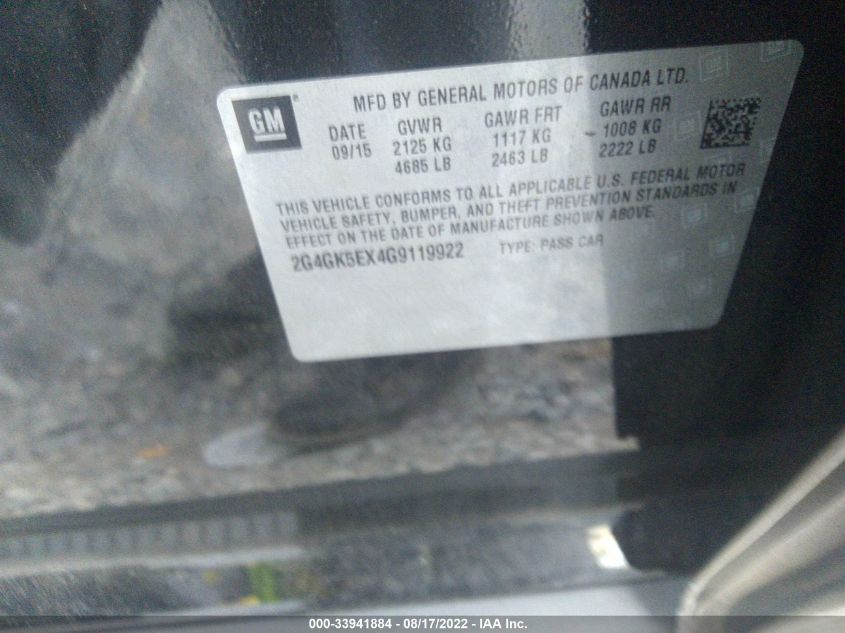 GM®
MFD BY GENERAL MOTORS OF CANADA LTD.
DATE GVWR GAWR FRT GAWR RR
09/15 2125 KG 1117 KG 1008 KG
4685 LB 2463 LB 2222 LB
THIS VEHICLE CONFORMS TO ALL APPLICABLE U.S. FEDERAL MOTOR
VEHICLE SAFETY, BUMPER, AND THEFT PREVENTION STANDARDS IN
EFFECT ON THE DATE OF MANUFACTURE SHOWN ABOVE.
2G4GK5EX4G9119922 TYPE: PASS CAR
000-33941884 - 08/17/2022 - IAA Inc.